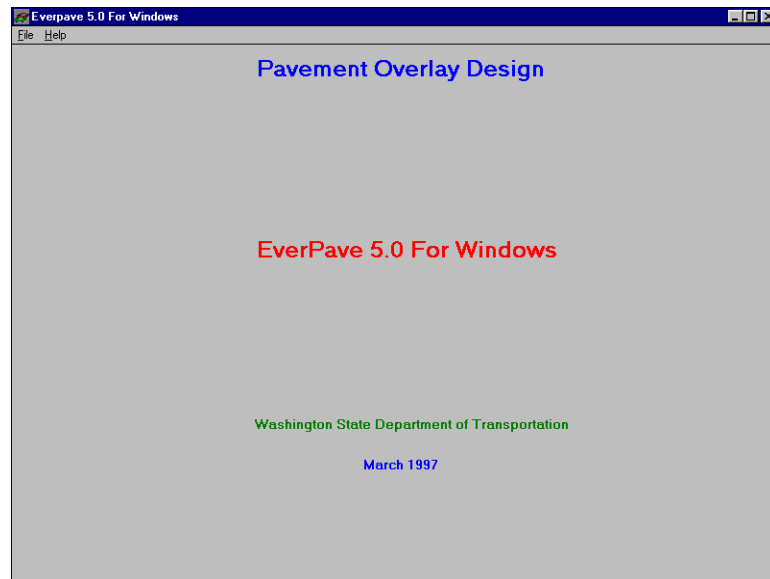 Everpave 5.0 For Windows
File Help
Pavement Overlay Design
EverPave 5.0 For Windows
Washington State Department of Transportation
March 1997